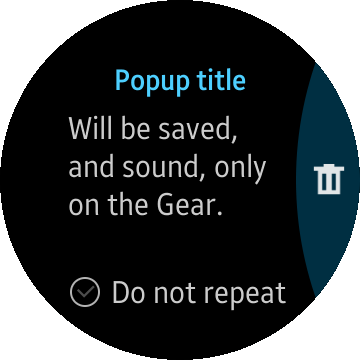 Popup title
Will be saved,
and sound, only
on the Gear.
Do not repeat